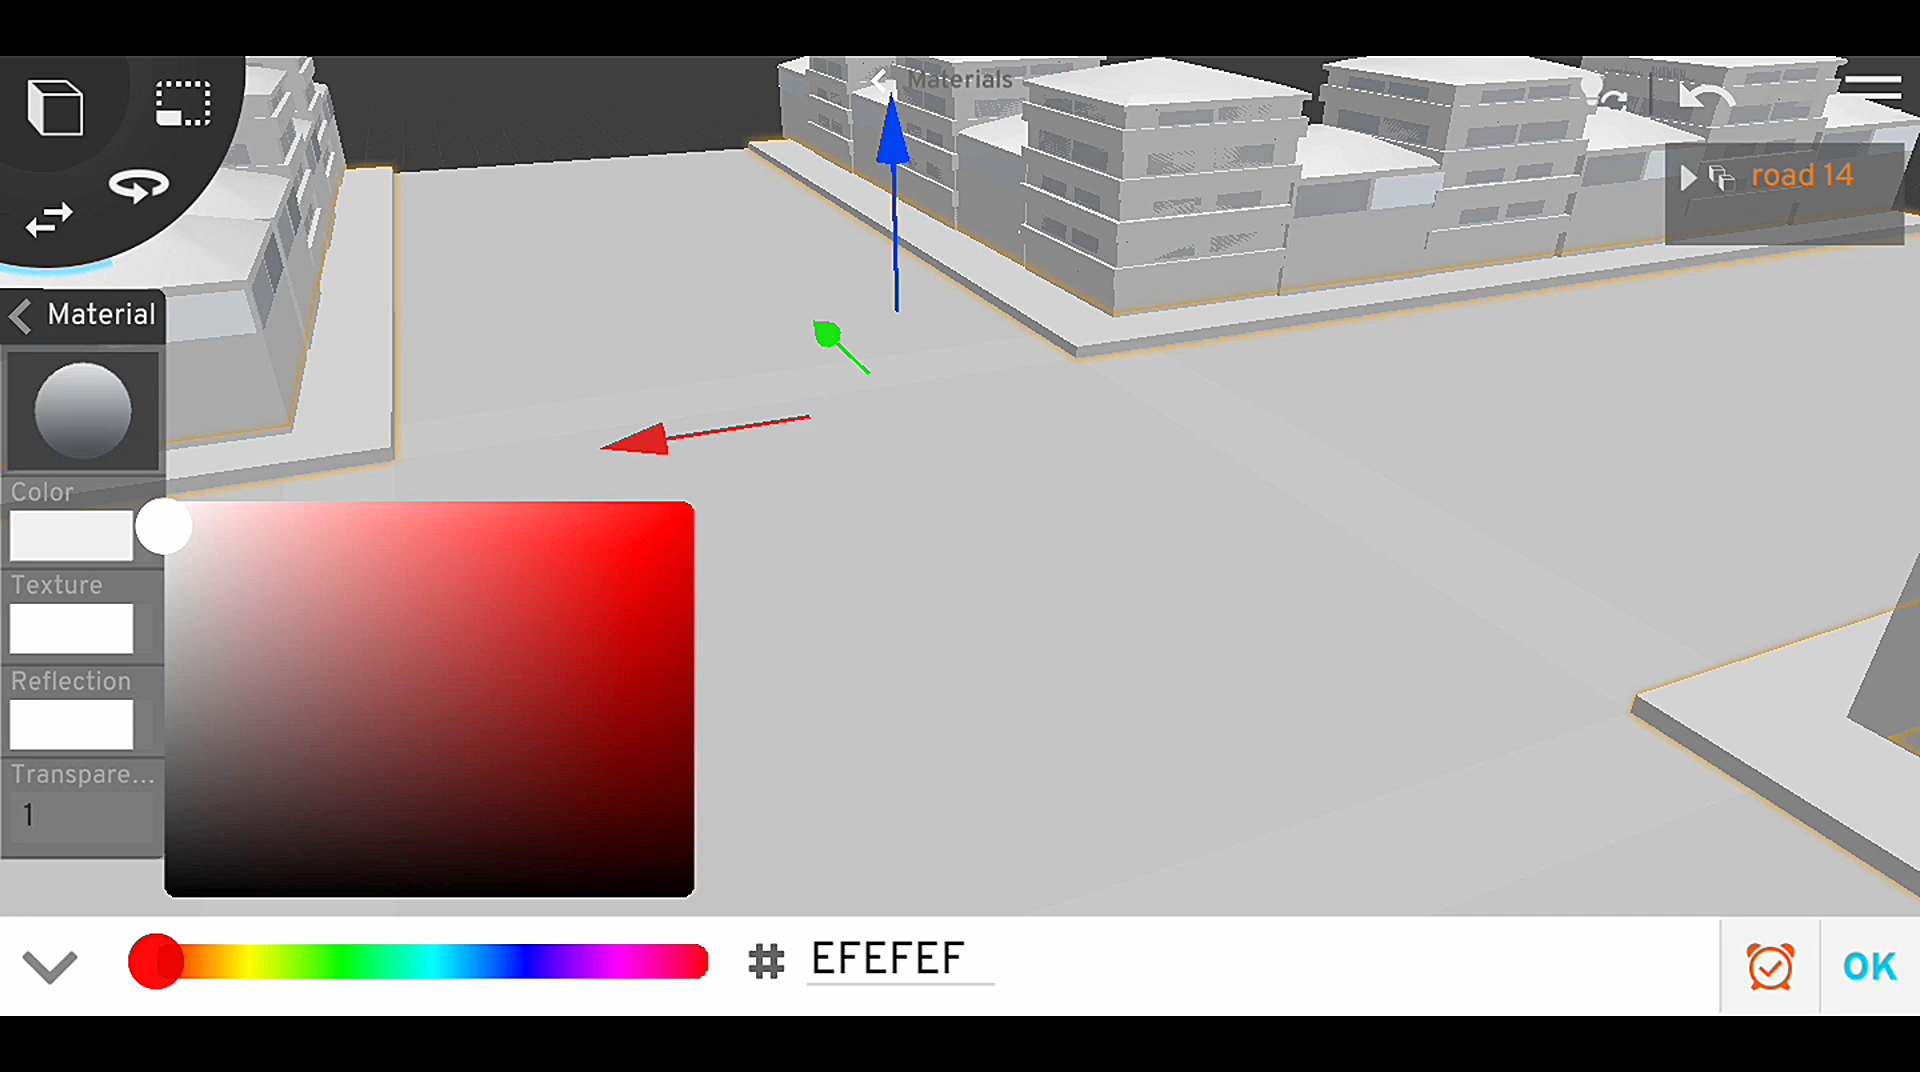 Materials
road 14
Material
Color
Texture
Reflection
Transpare...
1
# EFEFEF
OK